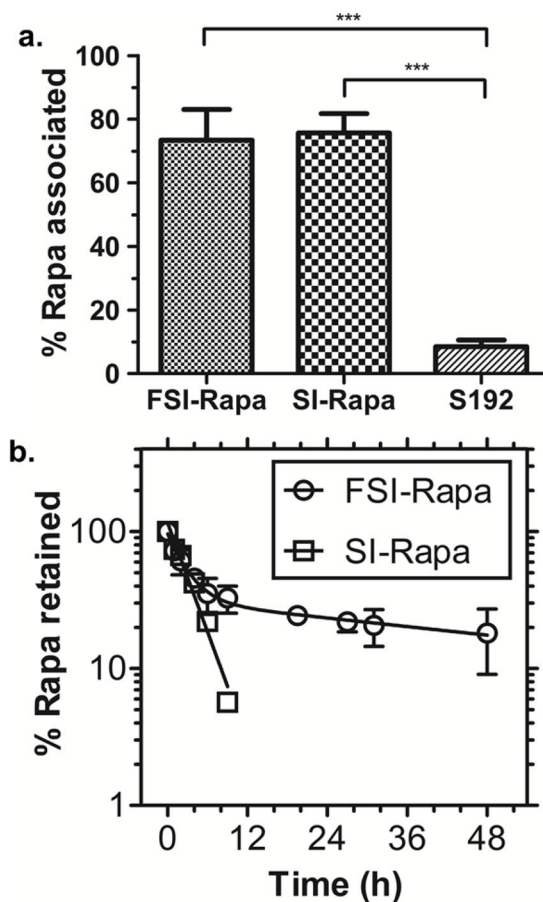 a.
***
***
% Rapa associated
100
80
60
40
20
0
FSI-Rapa
SI-Rapa
S192
b.
% Rapa retained
100
10
1
FSI-Rapa
SI-Rapa
0
12
24
36
48
Time (h)